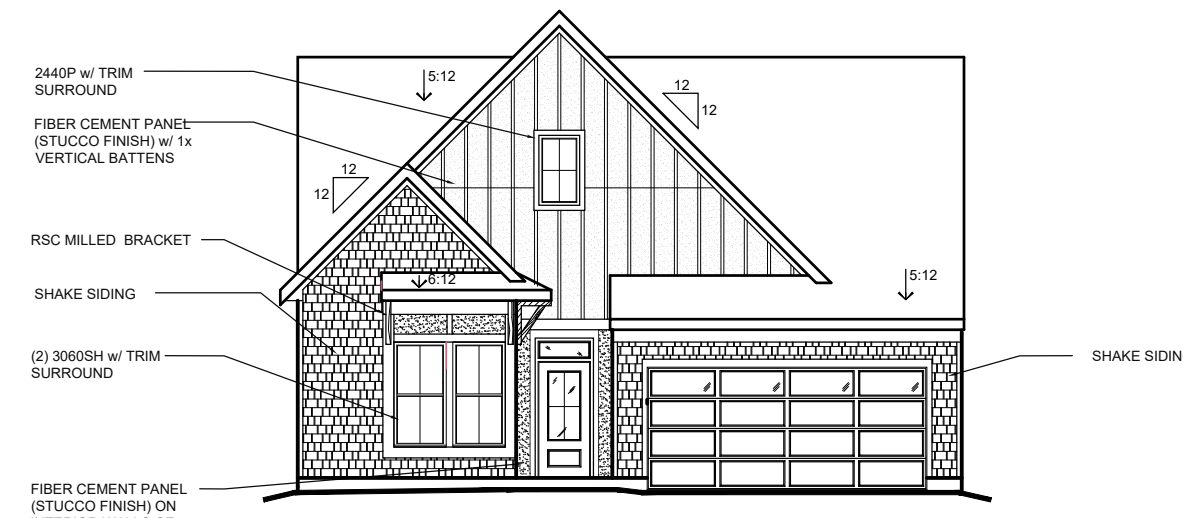 2440P w/ TRIM
SURROUND
FIBER CEMENT PANEL
(STUCCO FINISH) w/ 1x
VERTICAL BATTENS
12
12
RSC MILLED BRACKET
SHAKE SIDING
(2) 3060SH w/ TRIM
SURROUND
FIBER CEMENT PANEL
(STUCCO FINISH) ON
5:12
12
12
6:12
5:12
SHAKE SIDIN